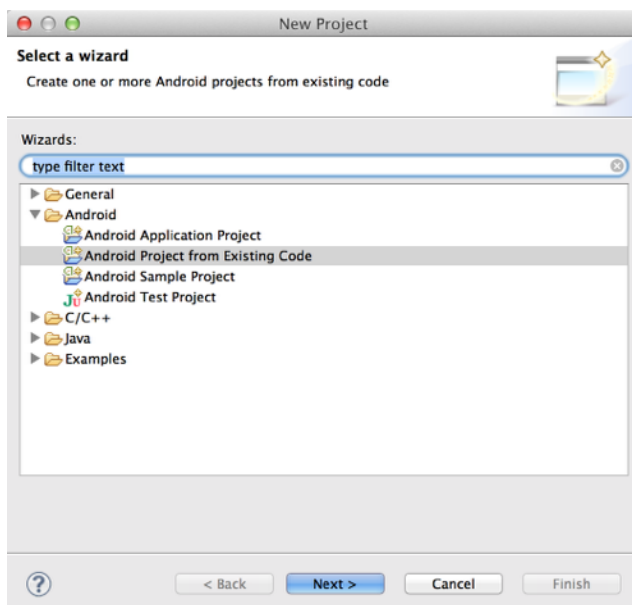 New Project
Select a wizard
Create one or more Android projects from existing code
Wizards:
type filter text
General
Android
Android Application Project
Android Project from Existing Code
Android Sample Project
Android Test Project
C/C++
Java
Examples
? < Back Next > Cancel Finish